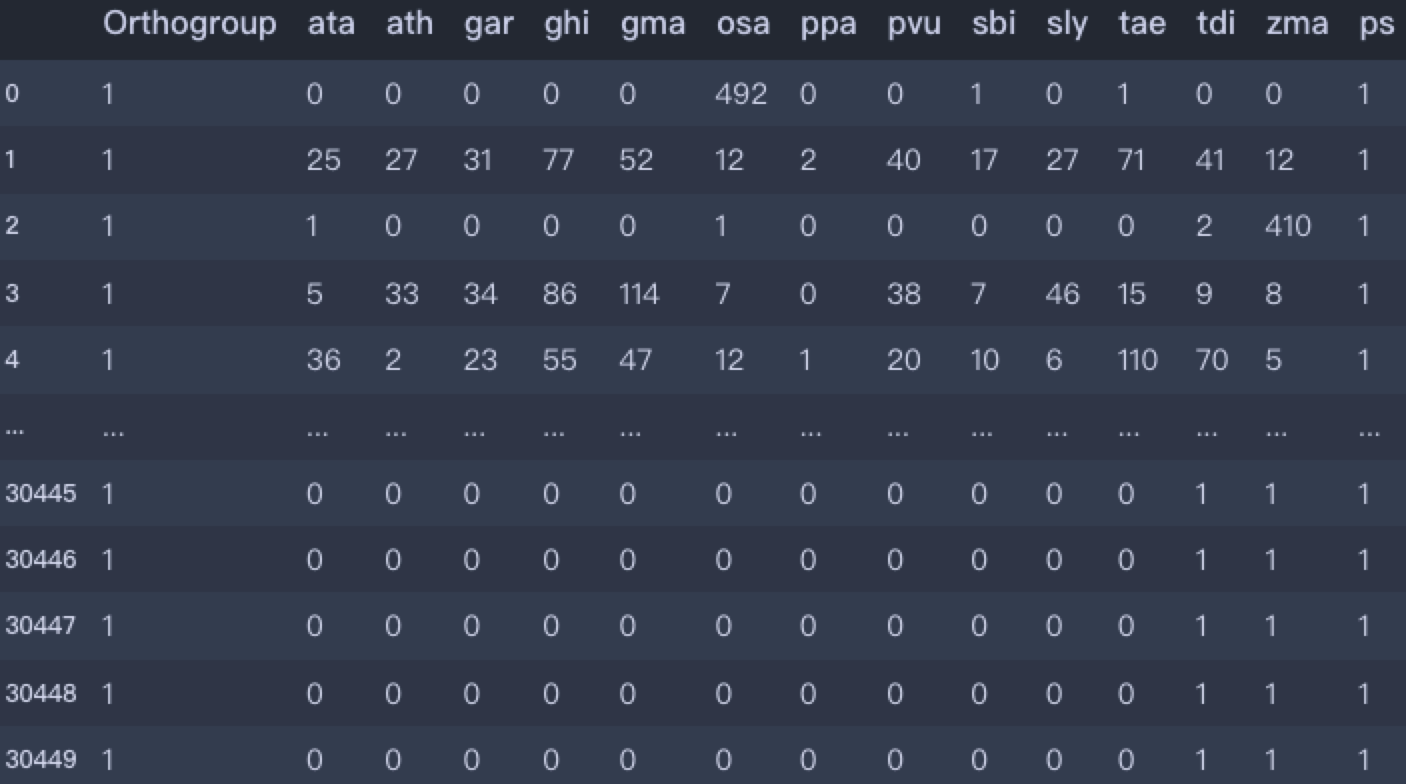 Orthogroup ata ath gar ghi gma osa ppa pvu sbi sly tae tdi zma ps
0 1 0 0 0 0 0 492 0 0 1 0 1 0 0 1
1 1 25 27 31 77 52 12 2 40 17 27 71 41 12 1
2 1 1 0 0 0 0 1 0 0 0 0 0 2 410 1
3 1 5 33 34 86 114 7 0 38 7 46 15 9 8 1
4 1 36 2 23 55 47 12 1 20 10 6 110 70 5 1
... ... ... ... ... ... ... ... ... ... ... ... ... ... ... ...
30445 1 0 0 0 0 0 0 0 0 0 0 0 1 1 1
30446 1 0 0 0 0 0 0 0 0 0 0 0 1 1 1
30447 1 0 0 0 0 0 0 0 0 0 0 0 1 1 1
30448 1 0 0 0 0 0 0 0 0 0 0 0 1 1 1
30449 1 0 0 0 0 0 0 0 0 0 0 0 1 1 1